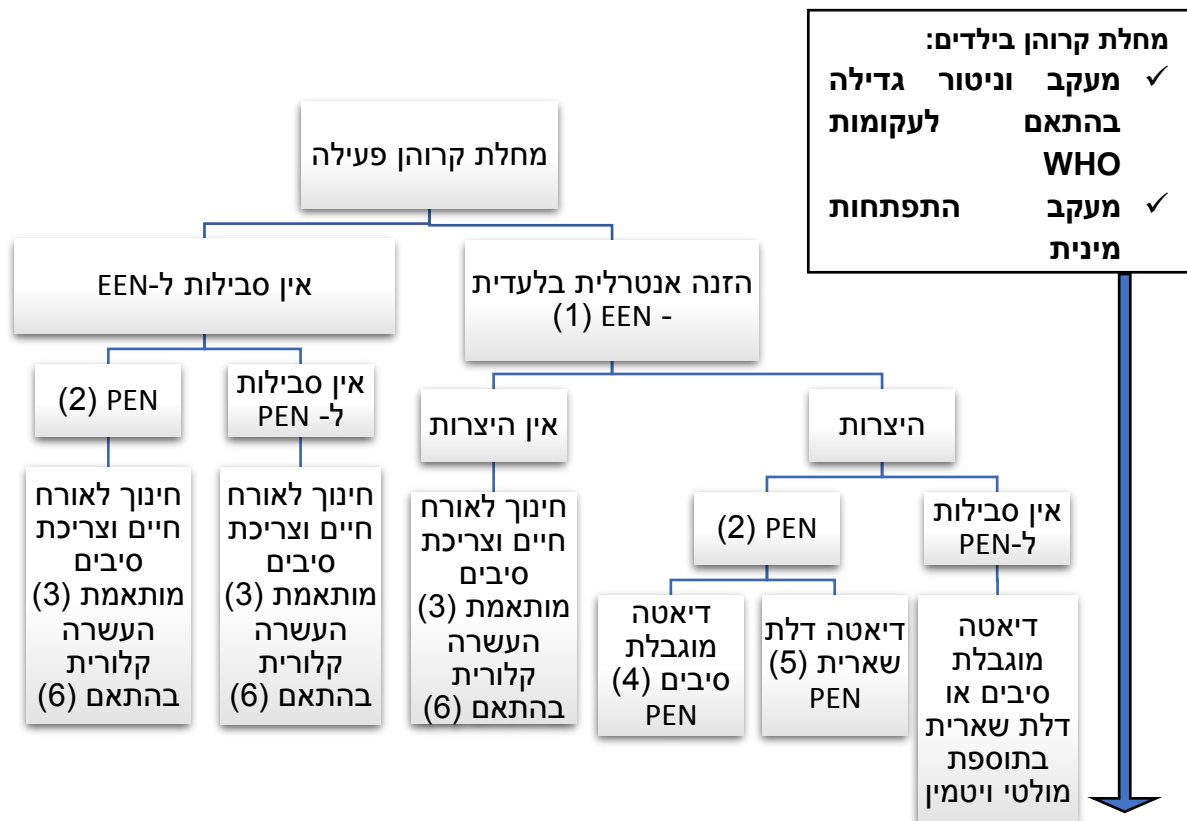 מחלת קרוהן בילדים:
✓ מעקב וניטור גדילה
בהתאם לעקומות
WHO
✓ מעקב התפתחות
מינית
מחלת קרוהן פעילה
הזנה אנטרלית בלעדית
- EEN (1)
אין סבילות ל-EEN
היצרות
אין היצרות
אין סבילות
ל- PEN
PEN (2)
אין סבילות
ל-PEN
PEN (2)
דיאטה
מוגבלת
סיבים או
דלת שארית
בתוספת
מולטי ויטמין
דיאטה דלת
שארית (5)
PEN
דיאטה
מוגבלת
סיבים (4)
PEN
חינוך לאורח
חיים וצריכת
סיבים
מותאמת (3)
העשרה
קלורית
בהתאם (6)
חינוך לאורח
חיים וצריכת
סיבים
מותאמת (3)
העשרה
קלורית
בהתאם (6)
חינוך לאורח
חיים וצריכת
סיבים
מותאמת (3)
העשרה
קלורית
בהתאם (6)